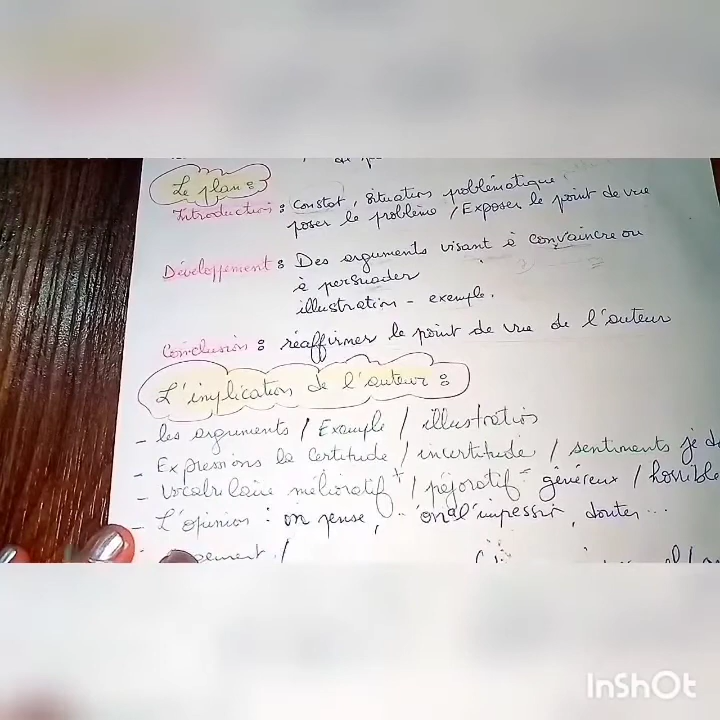 Le plan :
Introduction : Constat, situation problématique,
poser le problème / Exposer le point de vue
Développement : Des arguments visant à convaincre ou
à persuader
illustration - exemple.
Conclusion : réaffirmer le point de vue de l'auteur
L'implication de l'auteur :
- les arguments / Exemple / illustration
- Expressions la certitude / incertitude / sentiments je
- vocabulaire mélioratif + / péjoratif - généreux / horrible
- L'opinion : on pense, on a l'impression, douter...
InShOt